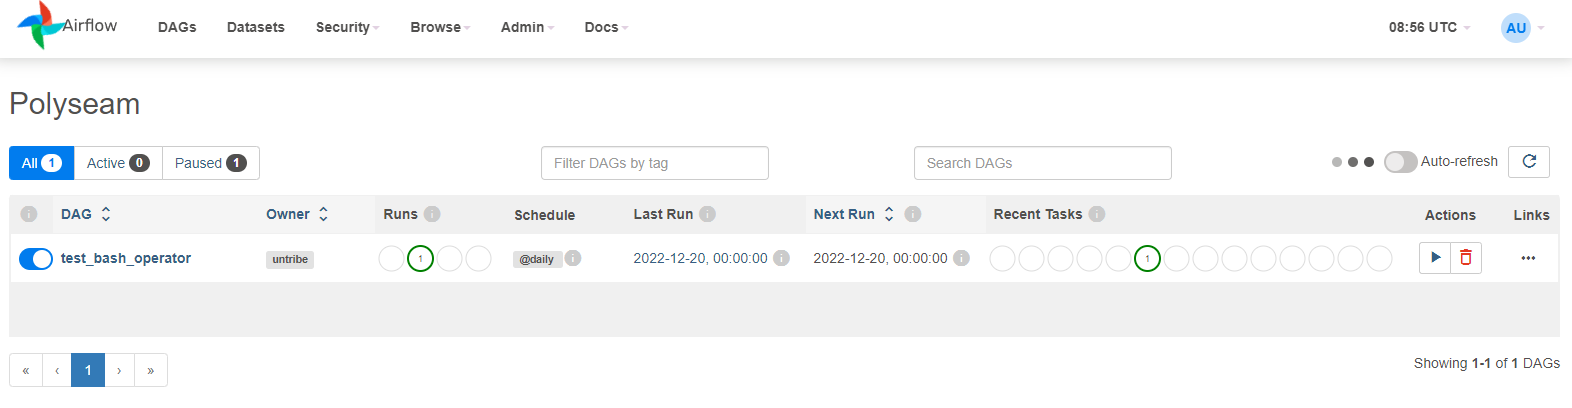 Airflow DAGs Datasets Security Browse Admin Docs 08:56 UTC AU
Polyseam
All 1 Active 0 Paused 1 Filter DAGs by tag Search DAGs Auto-refresh
i DAG Owner Runs i Schedule Last Run i Next Run i Recent Tasks i Actions Links
test_bash_operator untribe 1 @daily i 2022-12-20, 00:00:00 i 2022-12-20, 00:00:00 i 1 ...
« ‹ 1 › » Showing 1-1 of 1 DAGs